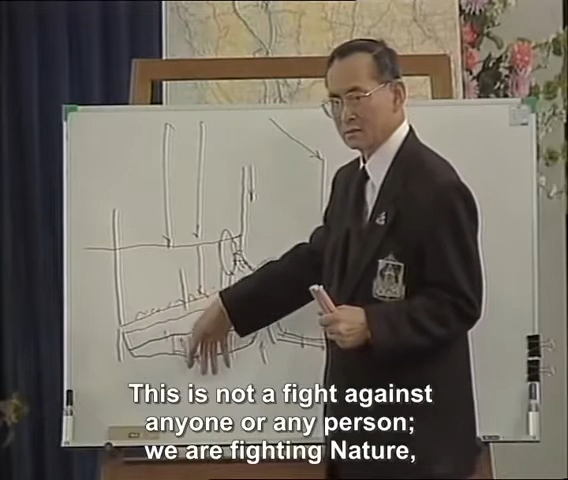 This is not a fight against
anyone or any person;
we are fighting Nature,